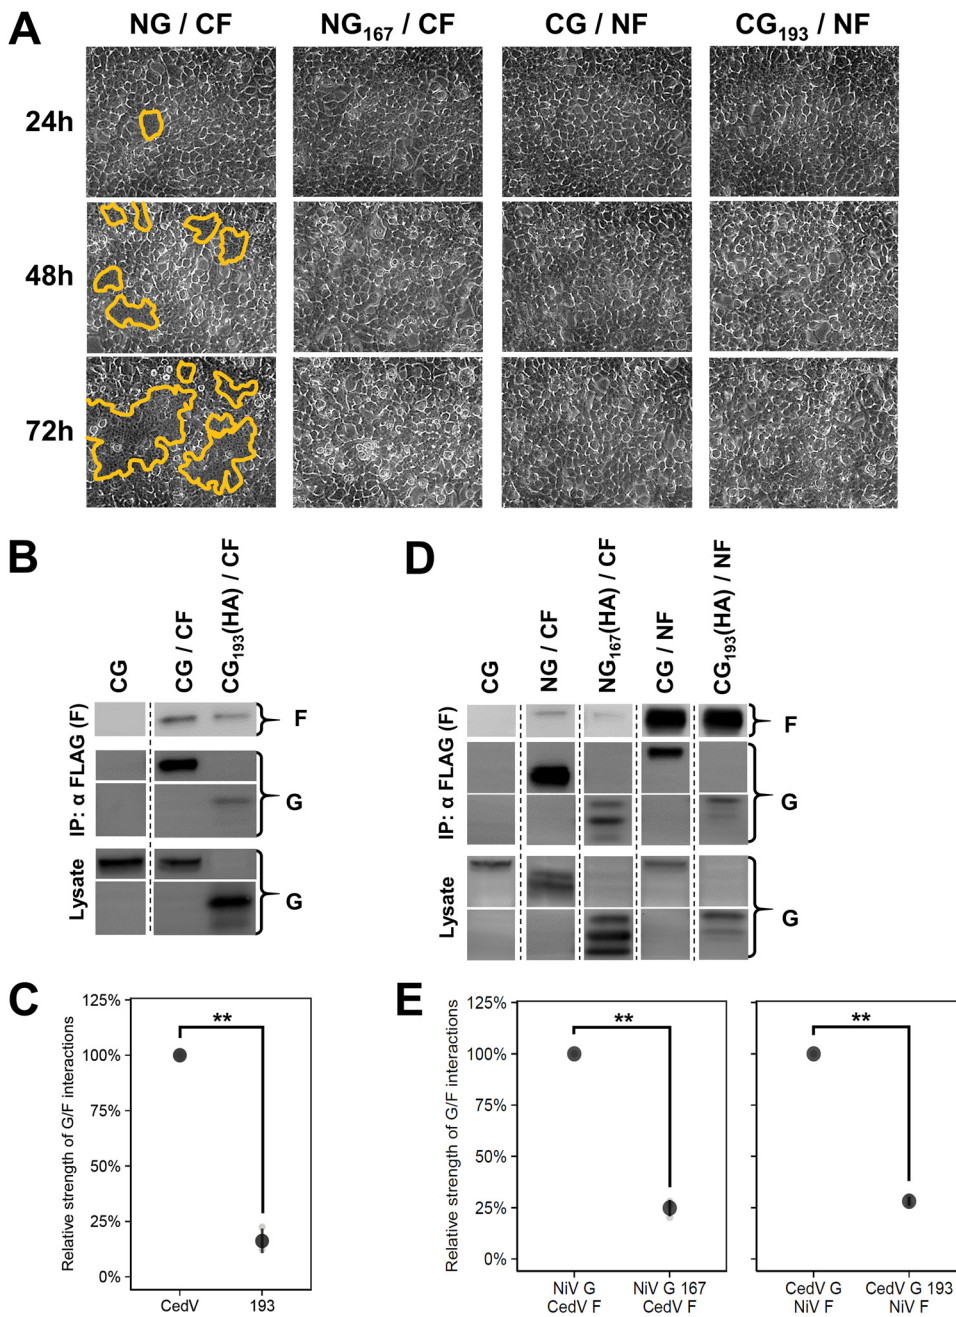 A
NG / CF
NG167 / CF
CG / NF
CG193 / NF
24h
48h
72h
B
CG
CG / CF
CG193(HA) / CF
IP: α FLAG (F)
F
G
Lysate
G
D
CG
NG / CF
NG167(HA) / CF
CG / NF
CG193(HA) / NF
IP: α FLAG (F)
F
G
Lysate
G
C
Relative strength of G/F interactions
125%
100%
75%
50%
25%
0%
**
CedV
193
E
Relative strength of G/F interactions
125%
100%
75%
50%
25%
0%
**
NiV G
CedV F
NiV G 167
CedV F
**
CedV G
NiV F
CedV G 193
NiV F